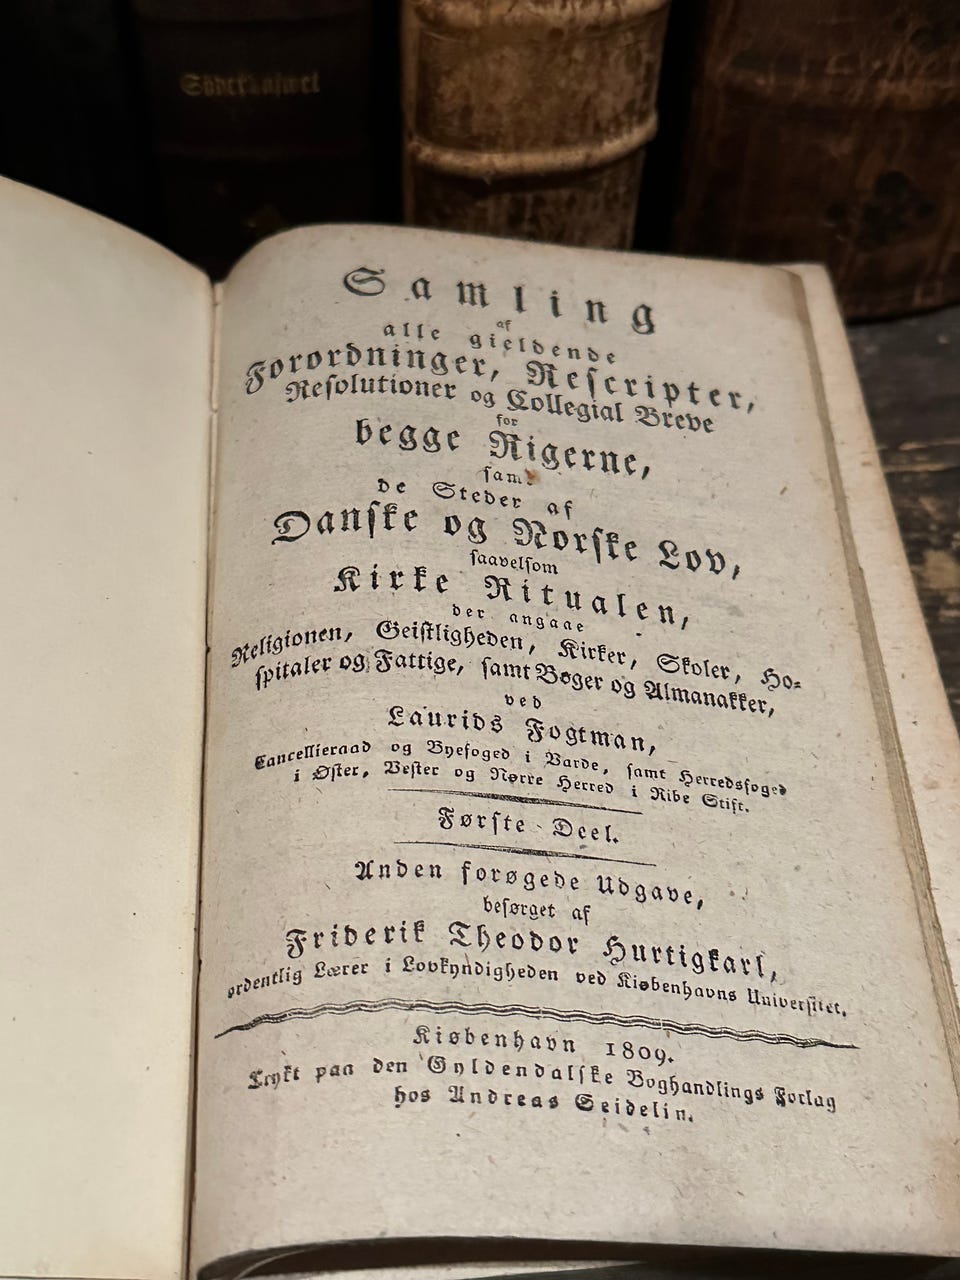 Samling
af
alle gieldende
Forordninger, Rescripter,
Resolutioner og Collegial Breve
for
begge Rigerne,
samt
de Steder af
Danske og Norske Lov,
saavelsom
Kirke Ritualen,
der angaae
Religionen, Geistligheden, Kirker, Skoler, Ho-
spitaler og Fattige, samt Bøger og Almanakker,
ved
Laurids Fogtman,
Cancellieraad og Byefoged i Varde, samt Herredsfoged
i Øster, Vester og Nørre Herred i Ribe Stift.
Første Deel.
Anden forøgede Udgave,
besørget af
Friderik Theodor Hurtigkarl,
ordentlig Lærer i Lovkyndigheden ved Kiøbenhavns Universitet.
Kiøbenhavn 1809.
Trykt paa den Gyldendalske Boghandlings Forlag
hos Andreas Seidelin.